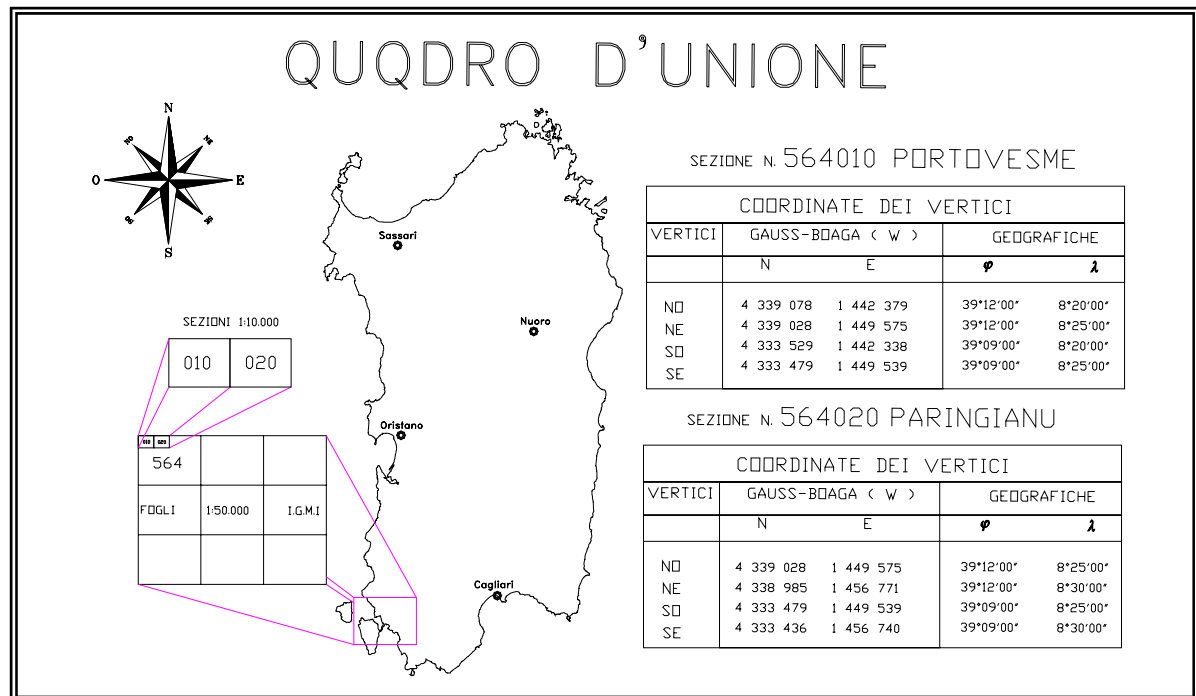 QUQDRO D'UNIONE
N
NO
NE
O
E
SO
SE
S
Sassari
Nuoro
Oristano
Cagliari
SEZIONI 1:10.000
010 020
010 020
564
FOGLI 1:50.000 I.G.M.I
SEZIONE N. 564010 PORTOVESME
COORDINATE DEI VERTICI
VERTICI GAUSS-BOAGA ( W ) GEOGRAFICHE
N E φ λ
NO 4 339 078 1 442 379 39°12'00" 8°20'00"
NE 4 339 028 1 449 575 39°12'00" 8°25'00"
SO 4 333 529 1 442 338 39°09'00" 8°20'00"
SE 4 333 479 1 449 539 39°09'00" 8°25'00"
SEZIONE N. 564020 PARINGIANU
COORDINATE DEI VERTICI
VERTICI GAUSS-BOAGA ( W ) GEOGRAFICHE
N E φ λ
NO 4 339 028 1 449 575 39°12'00" 8°25'00"
NE 4 338 985 1 456 771 39°12'00" 8°30'00"
SO 4 333 479 1 449 539 39°09'00" 8°25'00"
SE 4 333 436 1 456 740 39°09'00" 8°30'00"